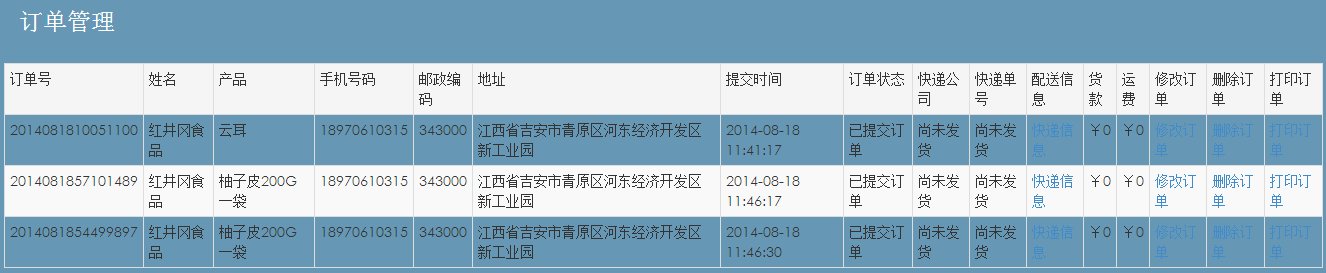 订单管理
订单号 姓名 产品 手机号码 邮政编码 地址 提交时间 订单状态 快递公司 快递单号 配送信息 货款 运费 修改订单 删除订单 打印订单
2014081810051100 红井冈食品 云耳 18970610315 343000 江西省吉安市青原区河东经济开发区新工业园 2014-08-18 11:41:17 已提交订单 尚未发货 尚未发货 快递信息 ￥0 ￥0 修改订单 删除订单 打印订单
2014081857101489 红井冈食品 柚子皮200G一袋 18970610315 343000 江西省吉安市青原区河东经济开发区新工业园 2014-08-18 11:46:17 已提交订单 尚未发货 尚未发货 快递信息 ￥0 ￥0 修改订单 删除订单 打印订单
2014081854499897 红井冈食品 柚子皮200G一袋 18970610315 343000 江西省吉安市青原区河东经济开发区新工业园 2014-08-18 11:46:30 已提交订单 尚未发货 尚未发货 快递信息 ￥0 ￥0 修改订单 删除订单 打印订单